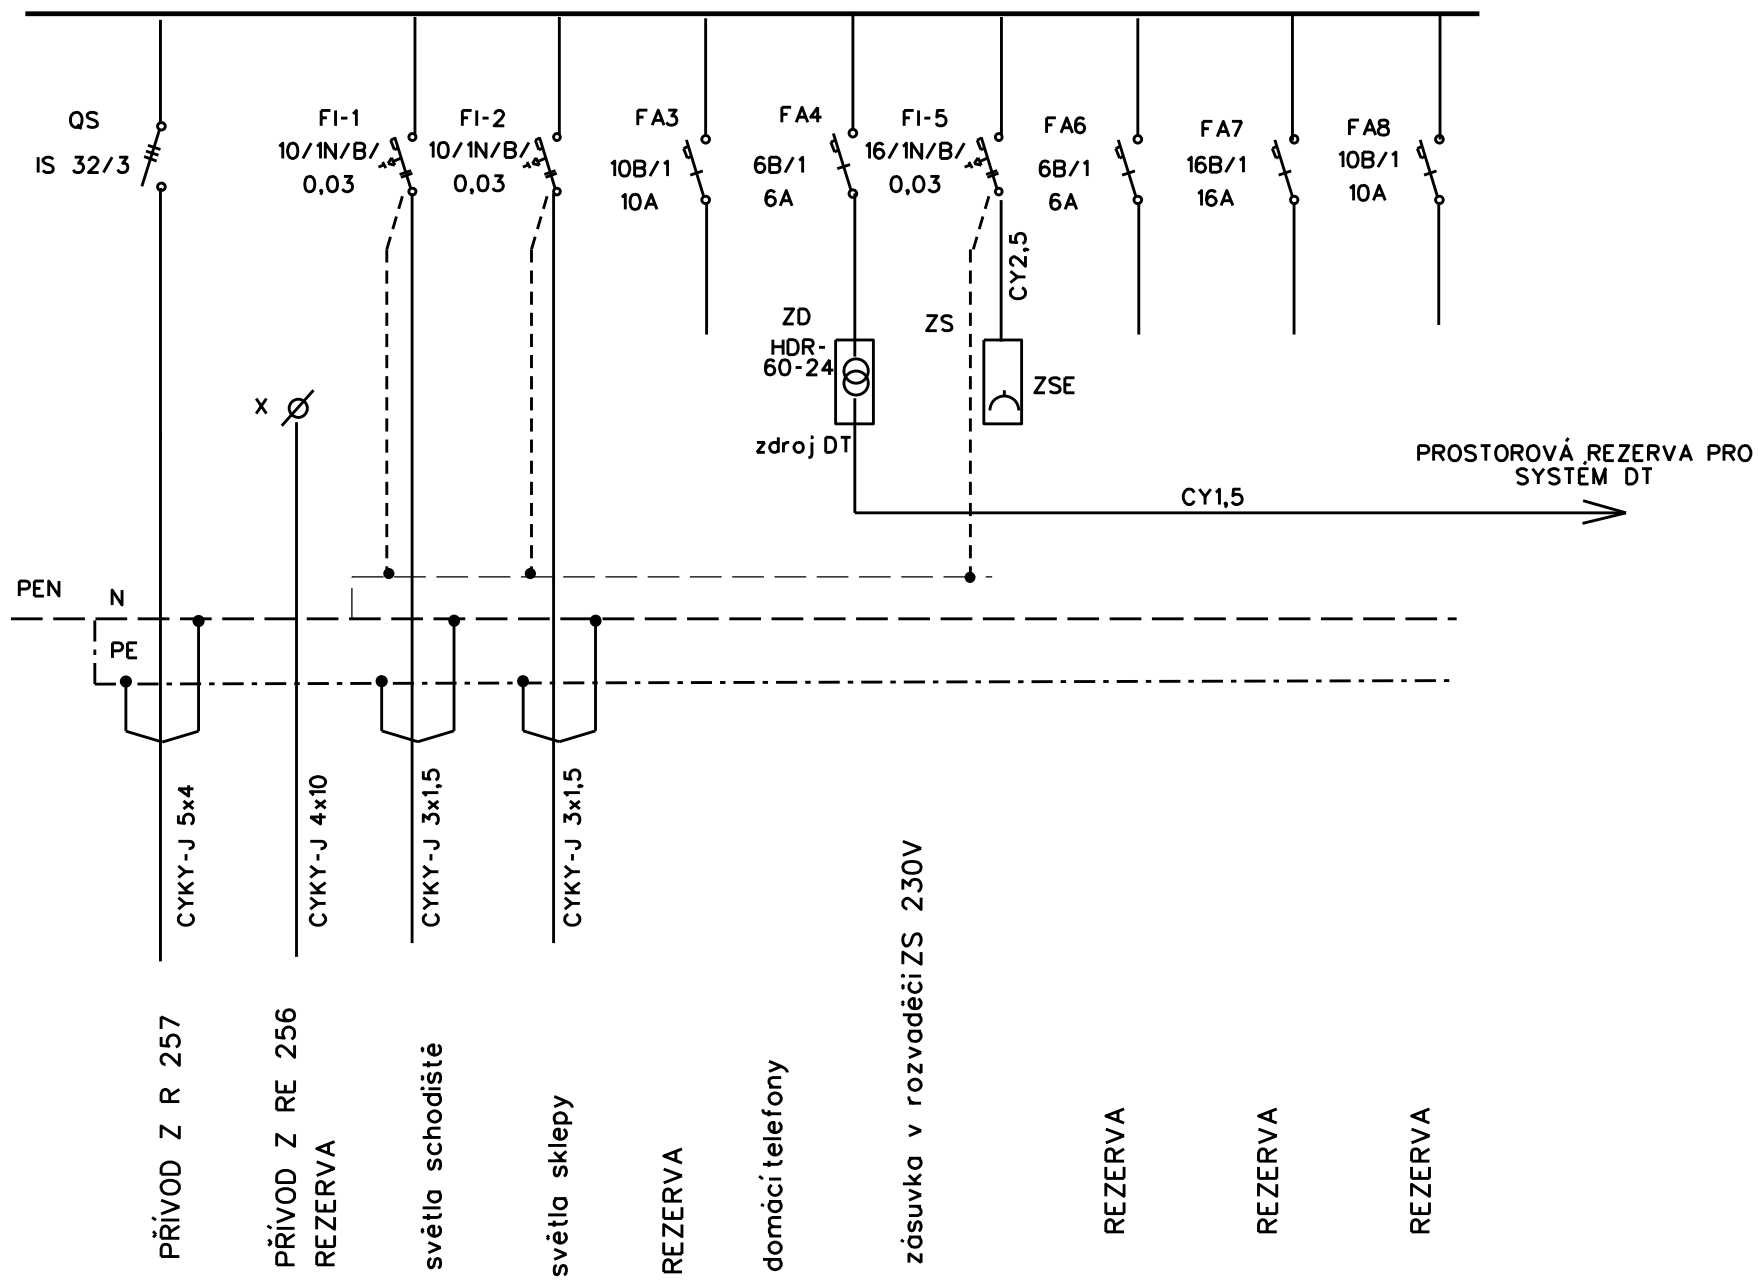 QS
IS 32/3
FI-1
10/1N/B/
0,03
FI-2
10/1N/B/
0,03
FA3
10B/1
10A
FA4
6B/1
6A
FI-5
16/1N/B/
0,03
FA6
6B/1
6A
FA7
16B/1
16A
FA8
10B/1
10A
CY2,5
ZD
HDR-
60-24
zdroj DT
ZS
ZSE
X
PROSTOROVÁ REZERVA PRO
SYSTÉM DT
CY1,5
PEN
N
PE
CYKY-J 5x4
CYKY-J 4x10
CYKY-J 3x1,5
CYKY-J 3x1,5
PŘÍVOD Z R 257
PŘÍVOD Z RE 256
REZERVA
světla schodiště
světla sklepy
REZERVA
domácí telefony
zásuvka v rozvaděči ZS 230V
REZERVA
REZERVA
REZERVA